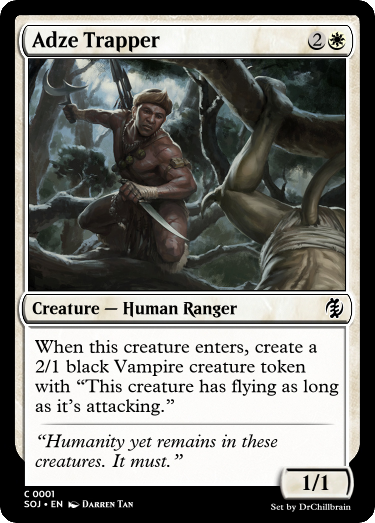 Adze Trapper 2
Creature — Human Ranger
When this creature enters, create a
2/1 black Vampire creature token
with “This creature has flying as long
as it’s attacking.”
“Humanity yet remains in these
creatures. It must.”
1/1
C 0001
SOJ • EN Darren Tan
Set by DrChillbrain